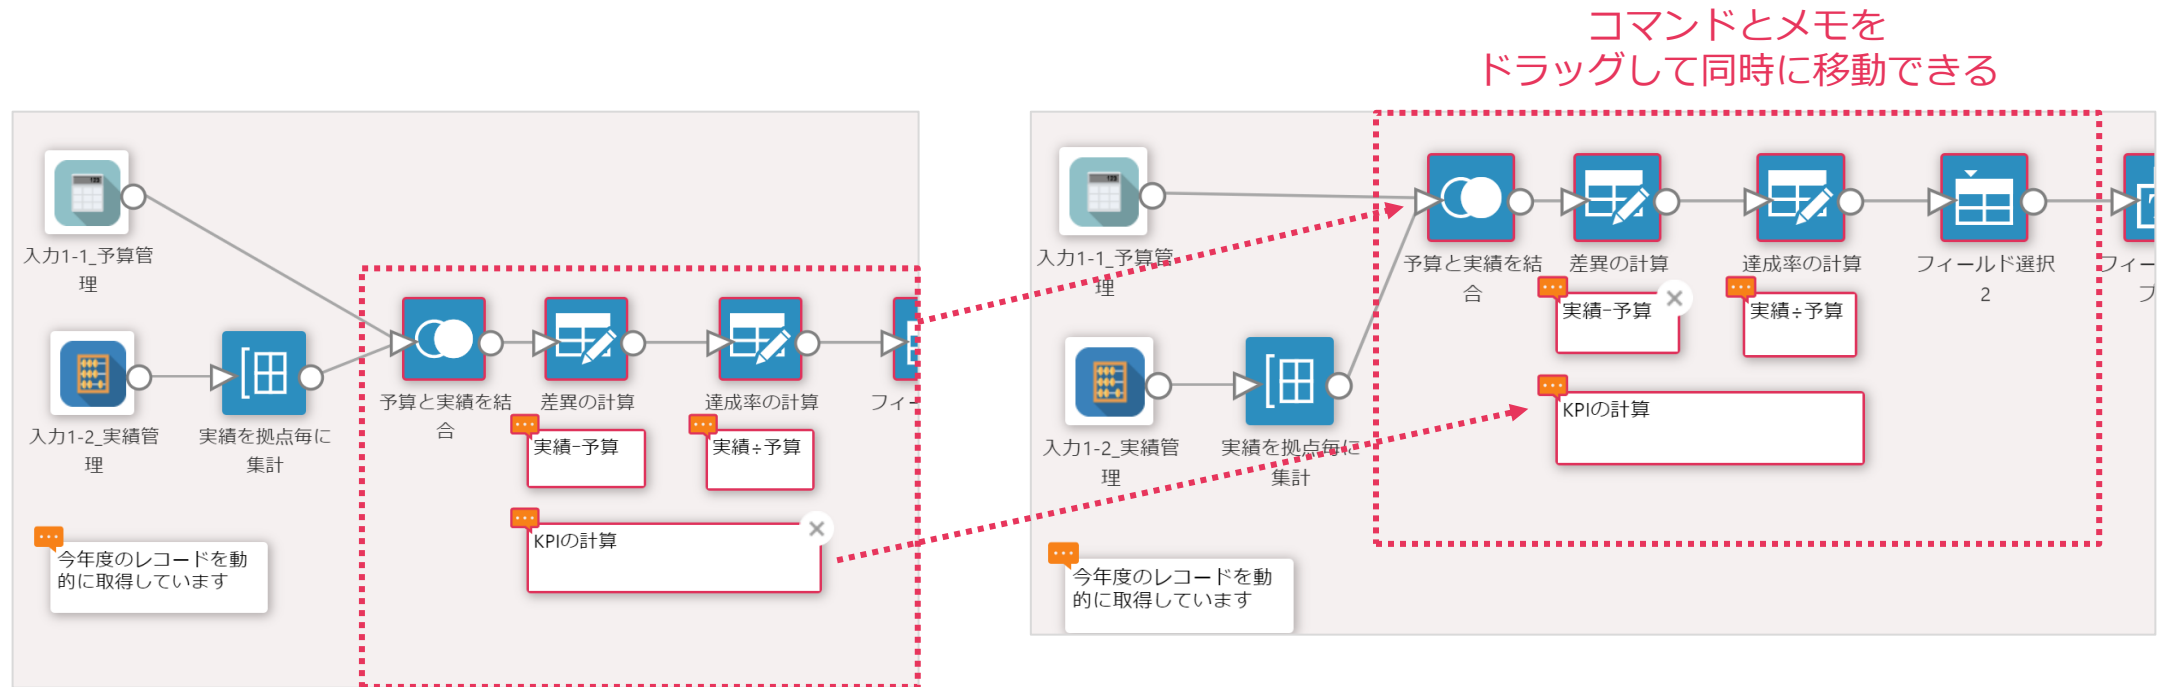 コマンドとメモを
ドラッグして同時に移動できる
入力1-1_予算管
理
入力1-2_実績管
理
実績を拠点毎に
集計
予算と実績を結
合
差異の計算
達成率の計算
フィー
実績−予算
実績÷予算
KPIの計算
今年度のレコードを動
的に取得しています
入力1-1_予算管
理
入力1-2_実績管
理
実績を拠点毎に
集計
予算と実績を結
合
差異の計算
達成率の計算
フィールド選択
2
フィー
プ
実績−予算
実績÷予算
KPIの計算
今年度のレコードを動
的に取得しています